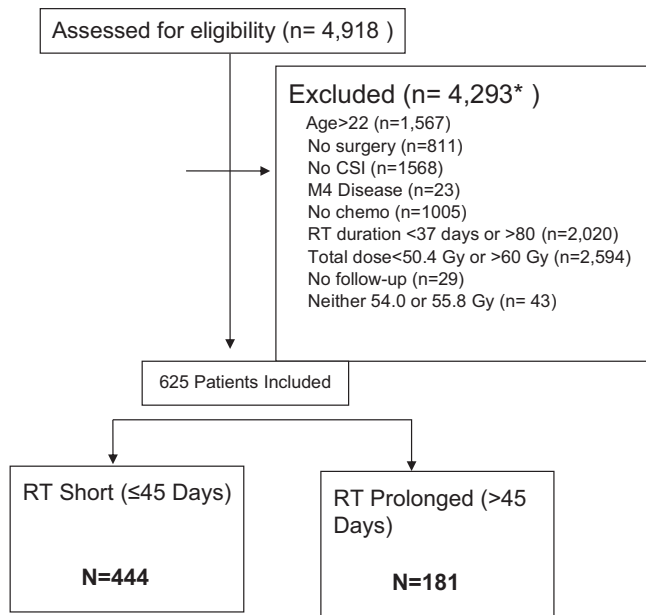 Assessed for eligibility (n= 4,918 )
Excluded (n= 4,293* )
Age>22 (n=1,567)
No surgery (n=811)
No CSI (n=1568)
M4 Disease (n=23)
No chemo (n=1005)
RT duration <37 days or >80 (n=2,020)
Total dose<50.4 Gy or >60 Gy (n=2,594)
No follow-up (n=29)
Neither 54.0 or 55.8 Gy (n= 43)
625 Patients Included
RT Short (≤45 Days)
N=444
RT Prolonged (>45
Days)
N=181